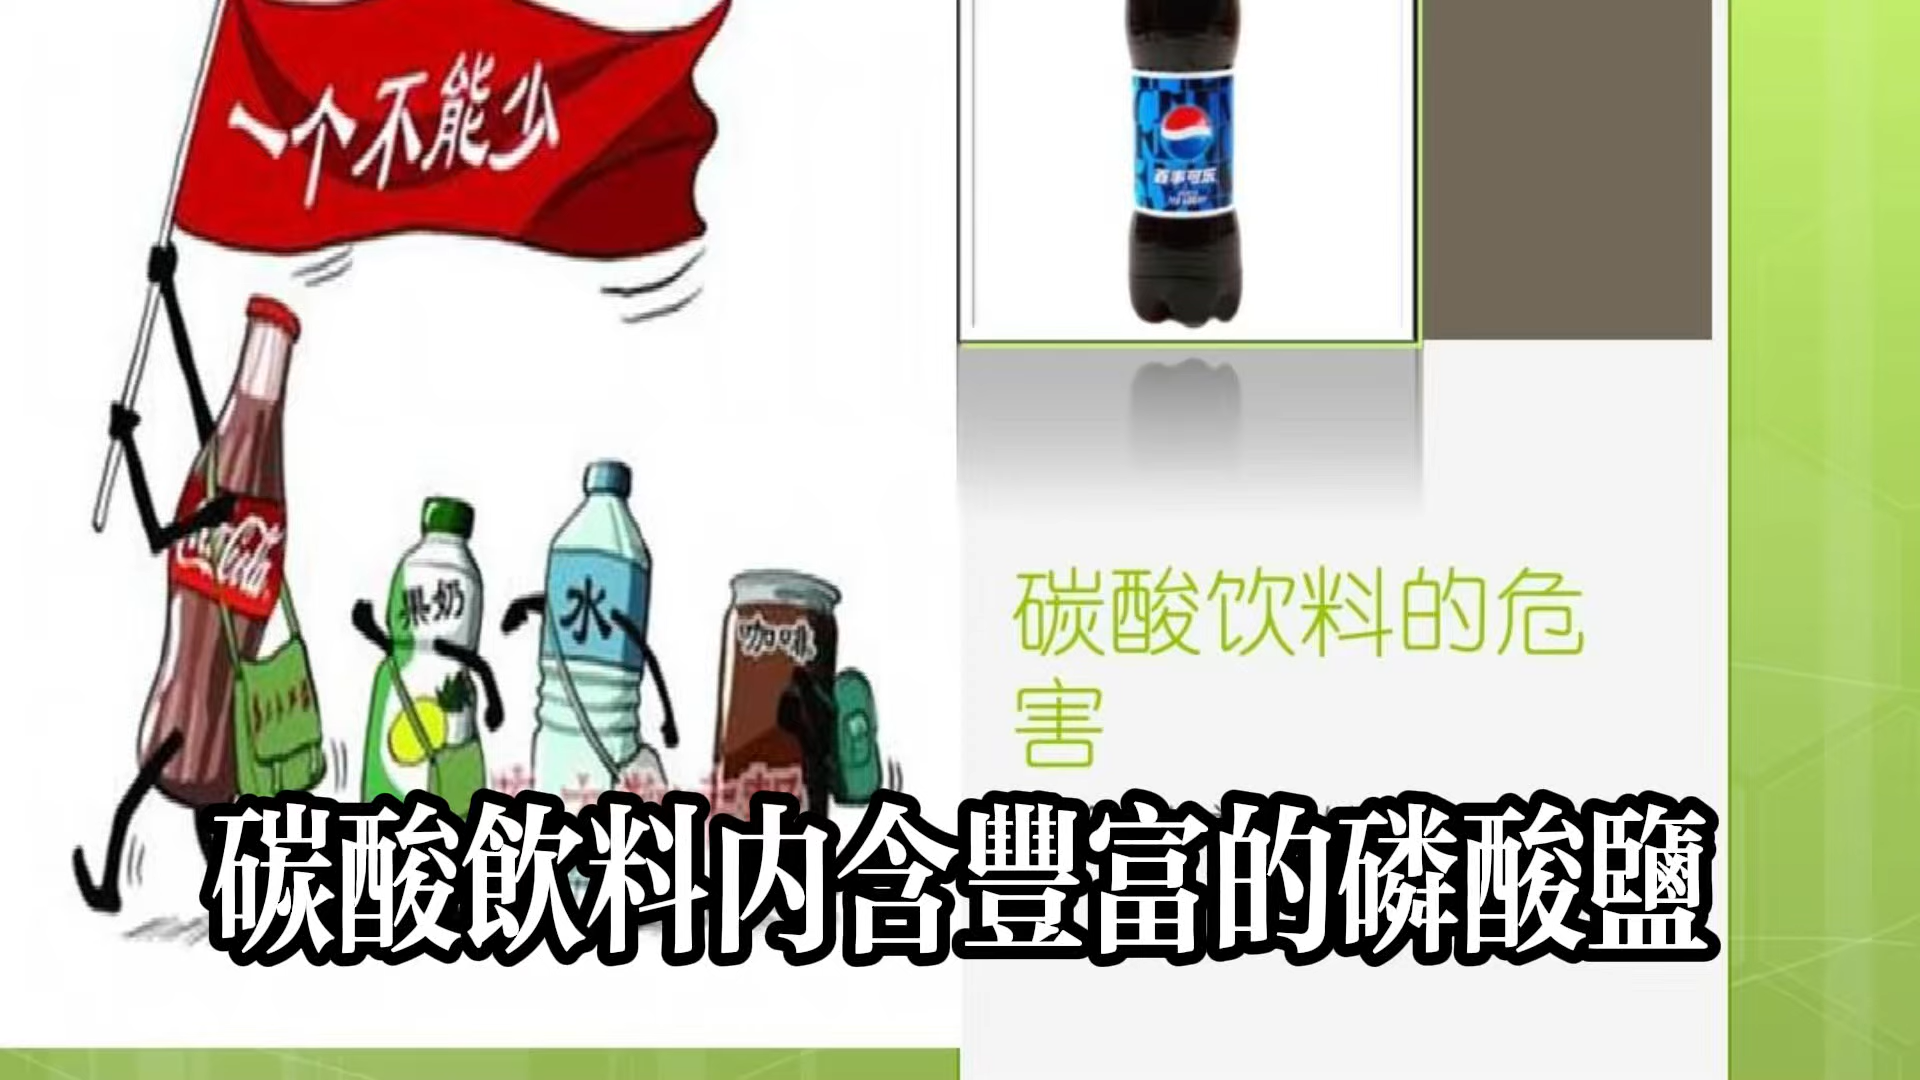 一个不能少
百事可乐
Cola
果奶
水
咖啡
碳酸饮料的危
害
碳酸飲料内含豐富的磷酸鹽